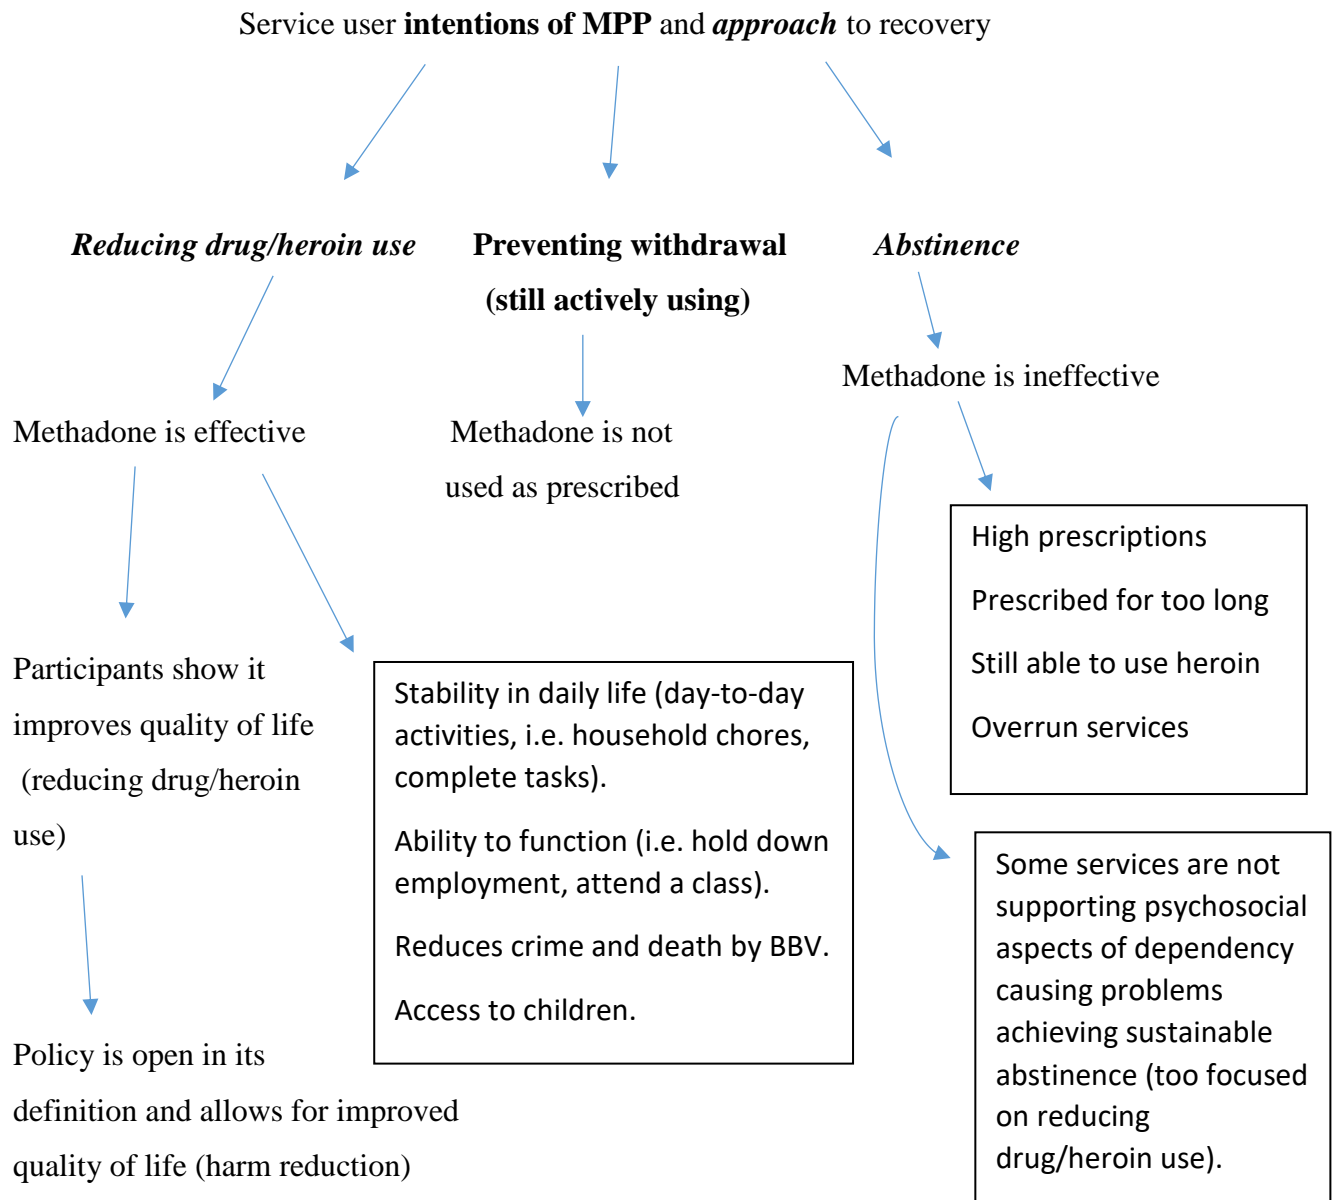 Service user intentions of MPP and approach to recovery
Reducing drug/heroin use
Preventing withdrawal
(still actively using)
Abstinence
Methadone is effective
Methadone is not
used as prescribed
Methadone is ineffective
Participants show it
improves quality of life
(reducing drug/heroin
use)
Policy is open in its
definition and allows for improved
quality of life (harm reduction)
Stability in daily life (day-to-day
activities, i.e. household chores,
complete tasks).
Ability to function (i.e. hold down
employment, attend a class).
Reduces crime and death by BBV.
Access to children.
High prescriptions
Prescribed for too long
Still able to use heroin
Overrun services
Some services are not
supporting psychosocial
aspects of dependency
causing problems
achieving sustainable
abstinence (too focused
on reducing
drug/heroin use).